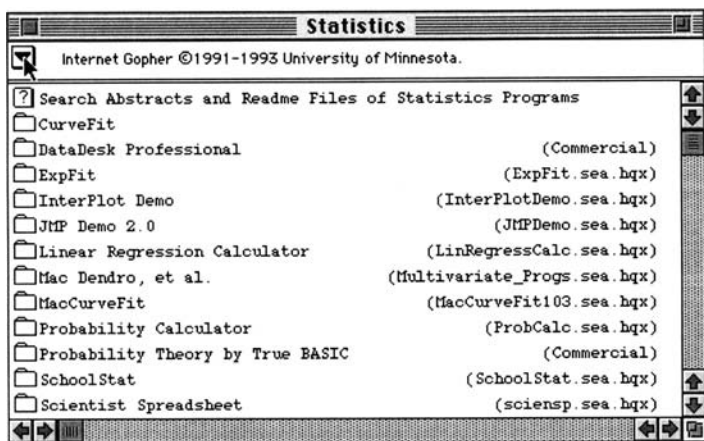 Statistics
Internet Gopher ©1991-1993 University of Minnesota.
? Search Abstracts and Readme Files of Statistics Programs
CurveFit
DataDesk Professional (Commercial)
ExpFit (ExpFit.sea.hqx)
InterPlot Demo (InterPlotDemo.sea.hqx)
JMP Demo 2.0 (JMPDemo.sea.hqx)
Linear Regression Calculator (LinRegressCalc.sea.hqx)
Mac Dendro, et al. (Multivariate_Progs.sea.hqx)
MacCurveFit (MacCurveFit103.sea.hqx)
Probability Calculator (ProbCalc.sea.hqx)
Probability Theory by True BASIC (Commercial)
SchoolStat (SchoolStat.sea.hqx)
Scientist Spreadsheet (sciensp.sea.hqx)